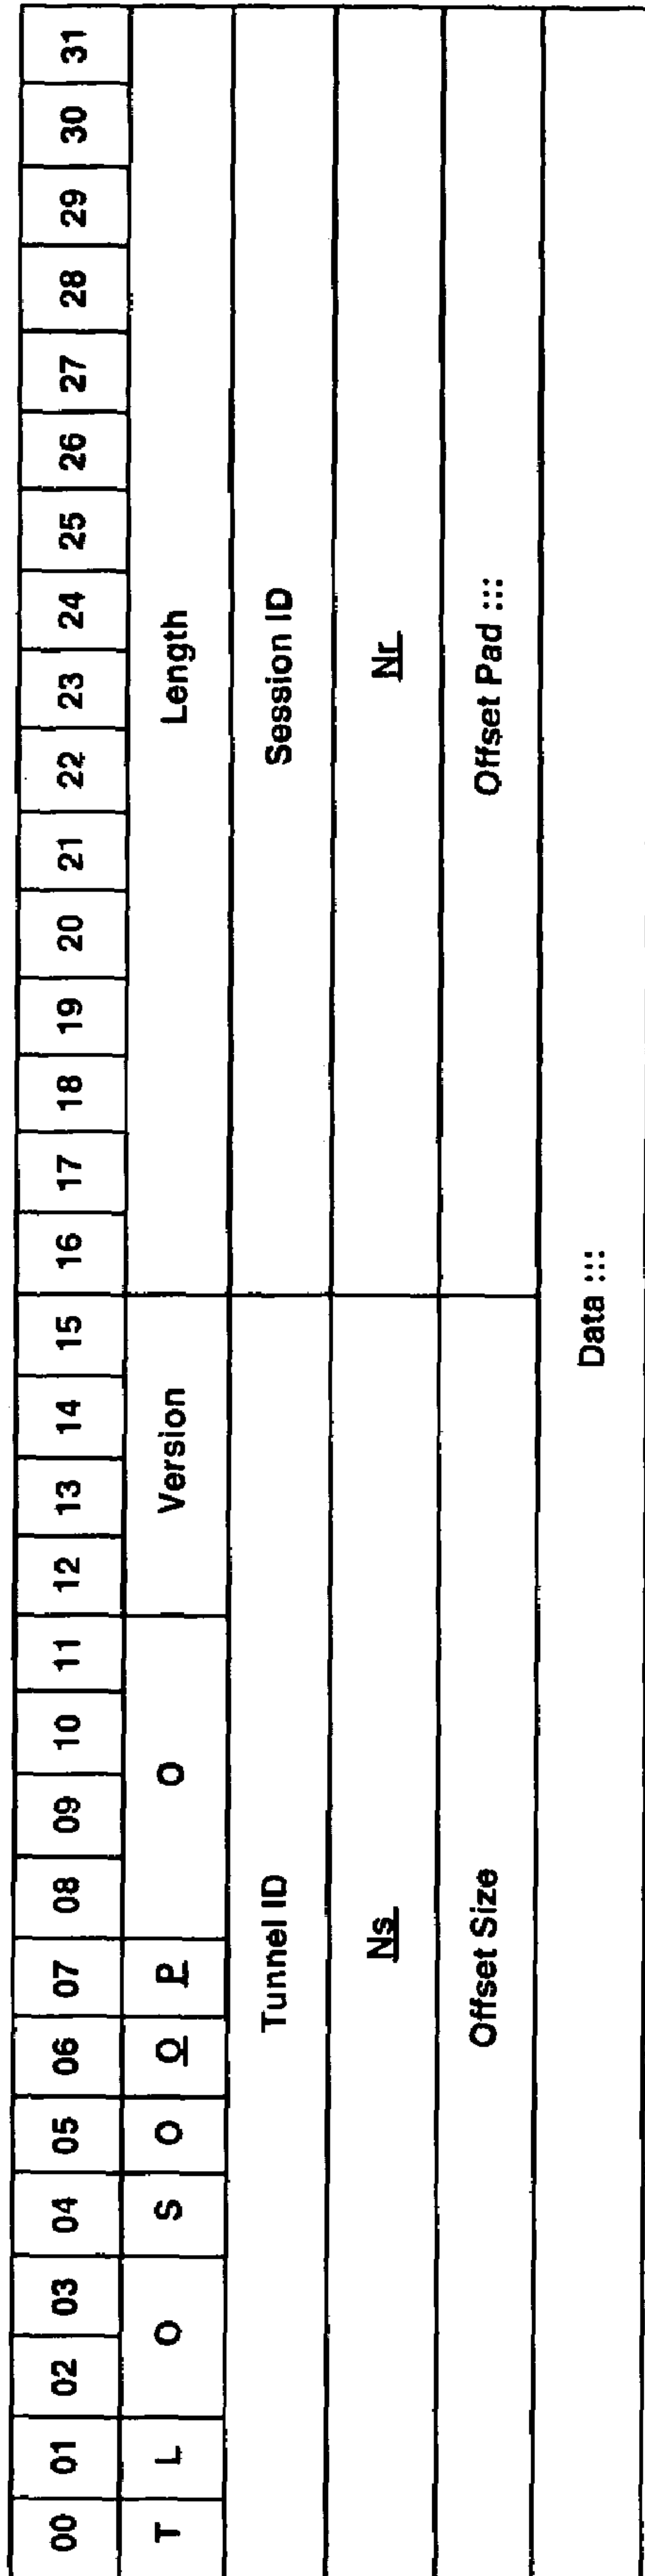 00 01 02 03 04 05 06 07 08 09 10 11 12 13 14 15 16 17 18 19 20 21 22 23 24 25 26 27 28 29 30 31
T L O S O O P O Version Length
Tunnel ID Session ID
Ns Nr
Offset Size Offset Pad :::
Data :::